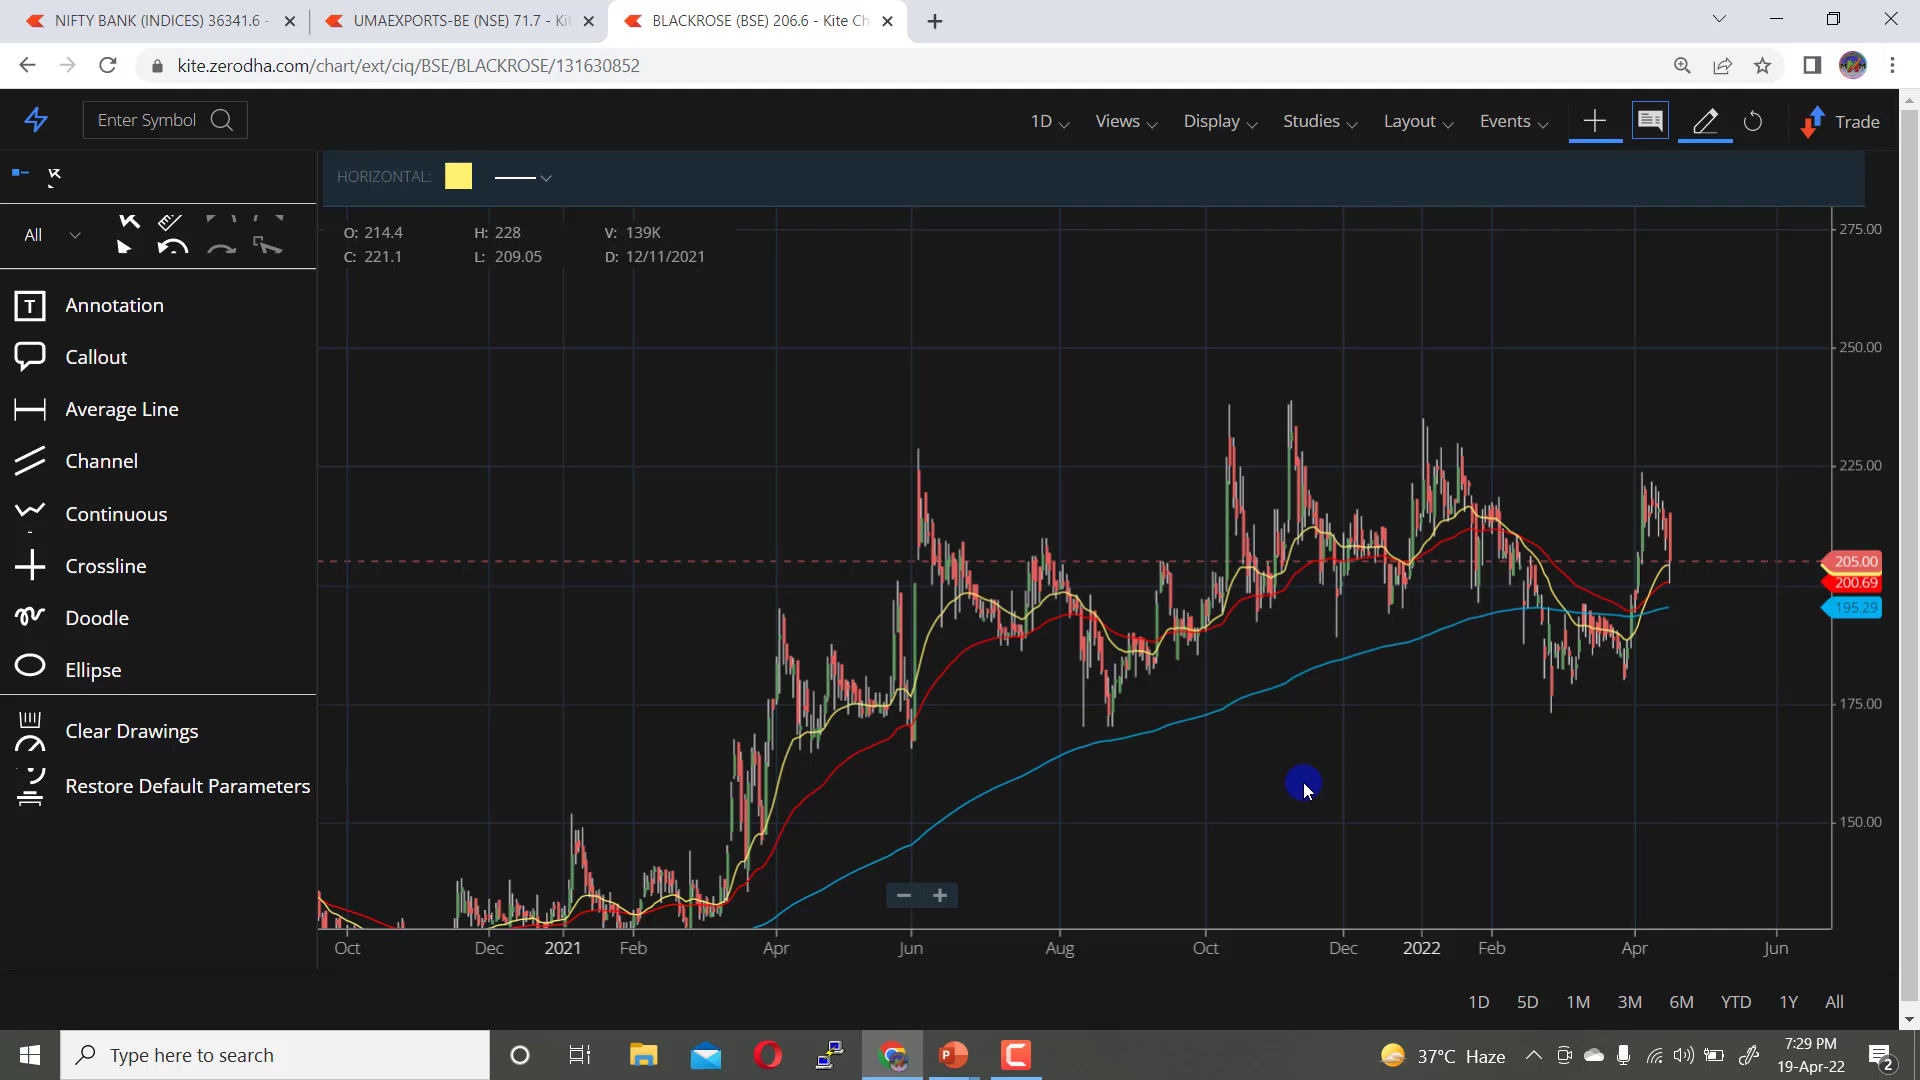 NIFTY BANK (INDICES) 36341.6 -
UMAEXPORTS-BE (NSE) 71.7 - Kit
BLACKROSE (BSE) 206.6 - Kite Ch
kite.zerodha.com/chart/ext/ciq/BSE/BLACKROSE/131630852
Enter Symbol
1D Views Display Studies Layout Events Trade
HORIZONTAL:
All
O: 214.4 H: 228 V: 139K
C: 221.1 L: 209.05 D: 12/11/2021
Annotation
Callout
Average Line
Channel
Continuous
Crossline
Doodle
Ellipse
Clear Drawings
Restore Default Parameters
275.00
250.00
225.00
205.00
200.69
195.29
175.00
150.00
Oct Dec 2021 Feb Apr Jun Aug Oct Dec 2022 Feb Apr Jun
1D 5D 1M 3M 6M YTD 1Y All
Type here to search
37°C Haze
7:29 PM
19-Apr-22
2